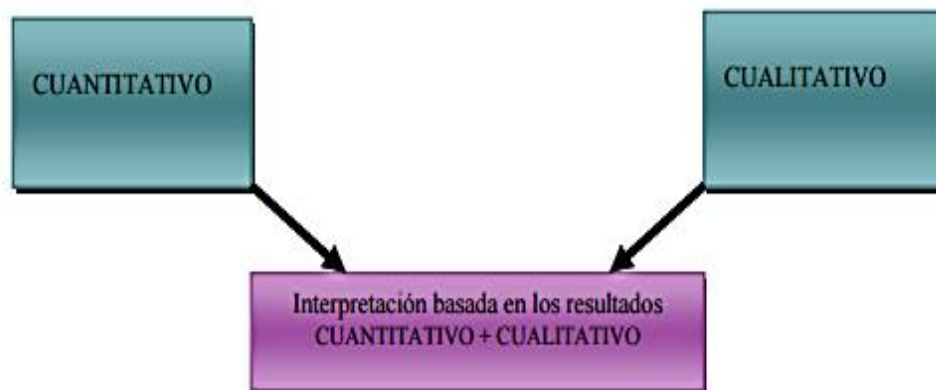 CUANTITATIVO
CUALITATIVO
Interpretación basada en los resultados
CUANTITATIVO + CUALITATIVO